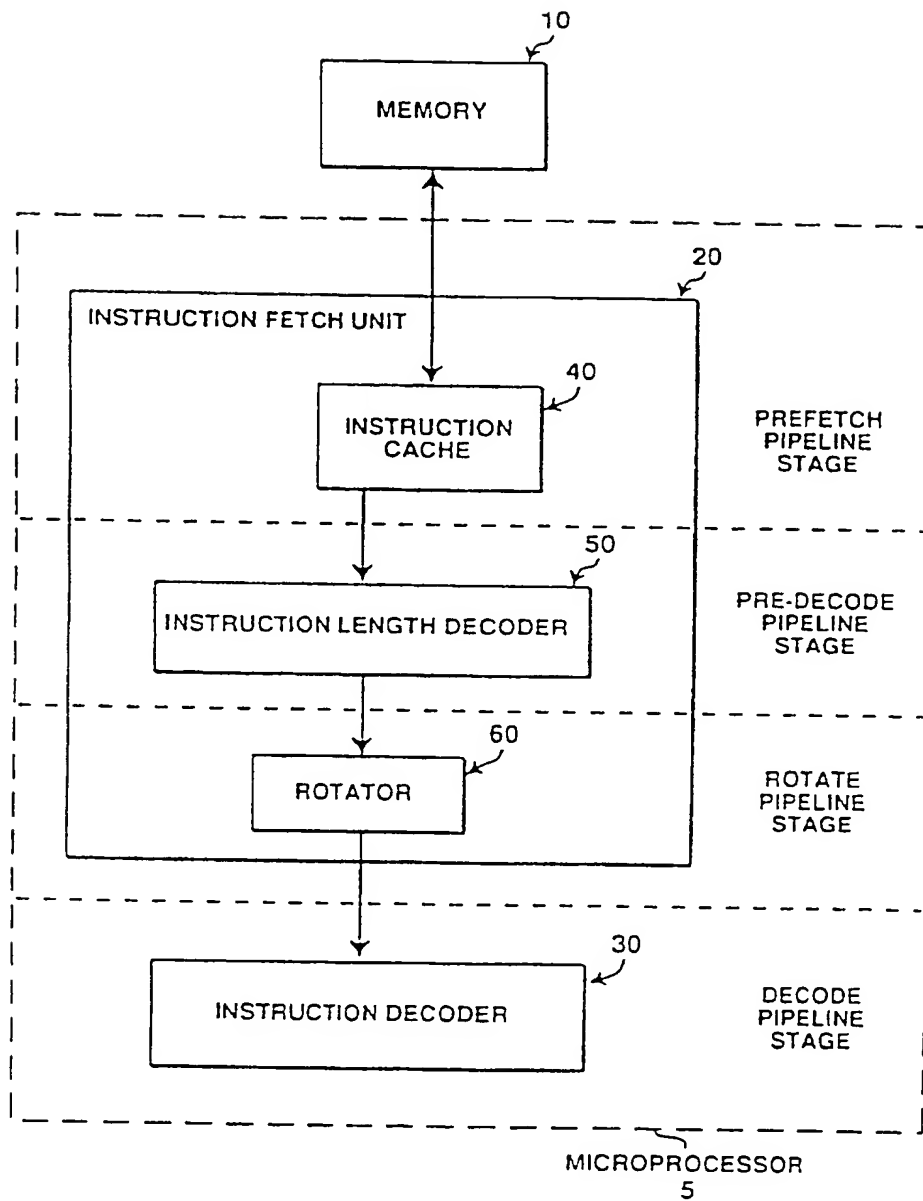 10
MEMORY
20
INSTRUCTION FETCH UNIT
40
INSTRUCTION
CACHE
PREFETCH
PIPELINE
STAGE
50
INSTRUCTION LENGTH DECODER
PRE-DECODE
PIPELINE
STAGE
60
ROTATOR
ROTATE
PIPELINE
STAGE
30
INSTRUCTION DECODER
DECODE
PIPELINE
STAGE
MICROPROCESSOR
5